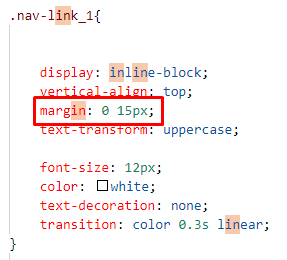 .nav-link_1{
display: inline-block;
vertical-align: top;
margin: 0 15px;
text-transform: uppercase;
font-size: 12px;
color: white;
text-decoration: none;
transition: color 0.3s linear;
}